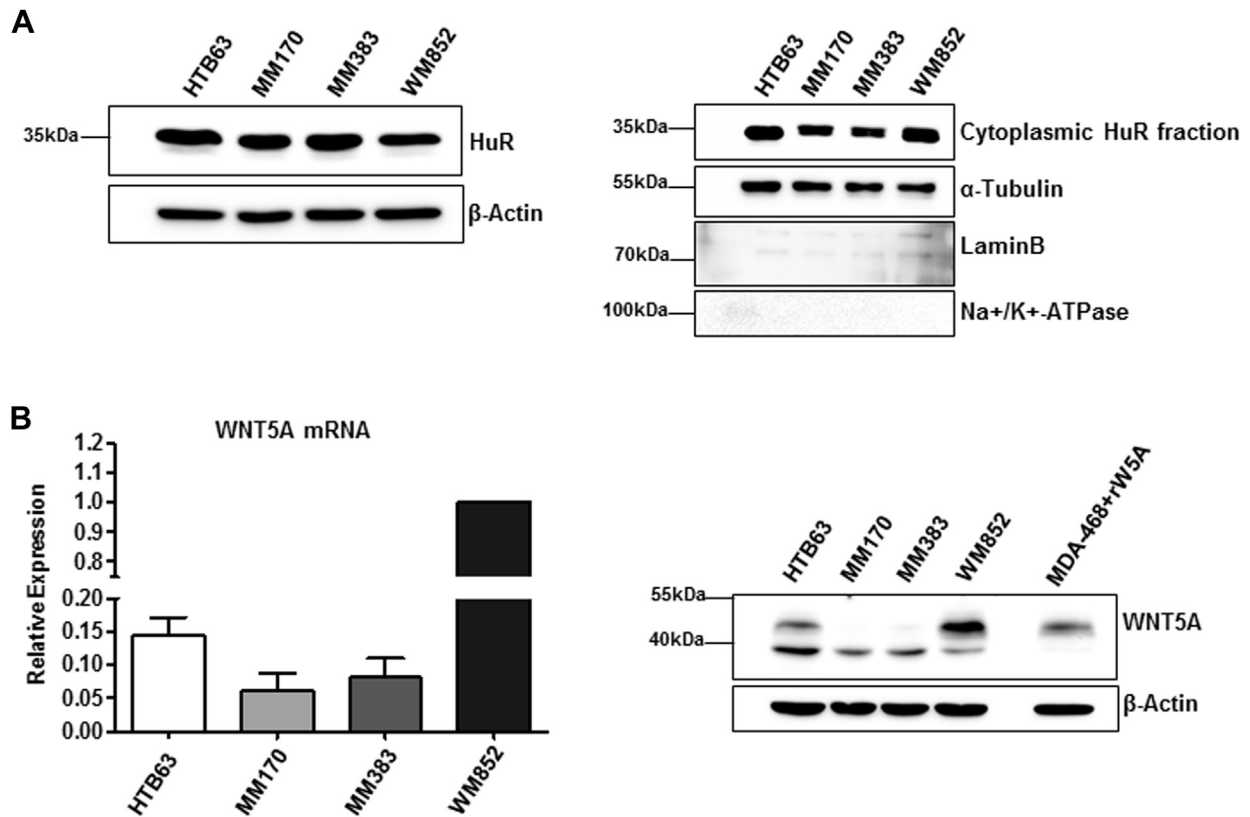 A
HTB63 MM170 MM383 WM852
35kDa HuR
β-Actin
HTB63 MM170 MM383 WM852
35kDa Cytoplasmic HuR fraction
55kDa α-Tubulin
70kDa LaminB
100kDa Na+/K+-ATPase
B
WNT5A mRNA
Relative Expression
1.2
1.1
1.0
0.9
0.8
0.20
0.15
0.10
0.05
0.00
HTB63 MM170 MM383 WM852
HTB63 MM170 MM383 WM852 MDA-468+rW5A
55kDa
40kDa WNT5A
β-Actin